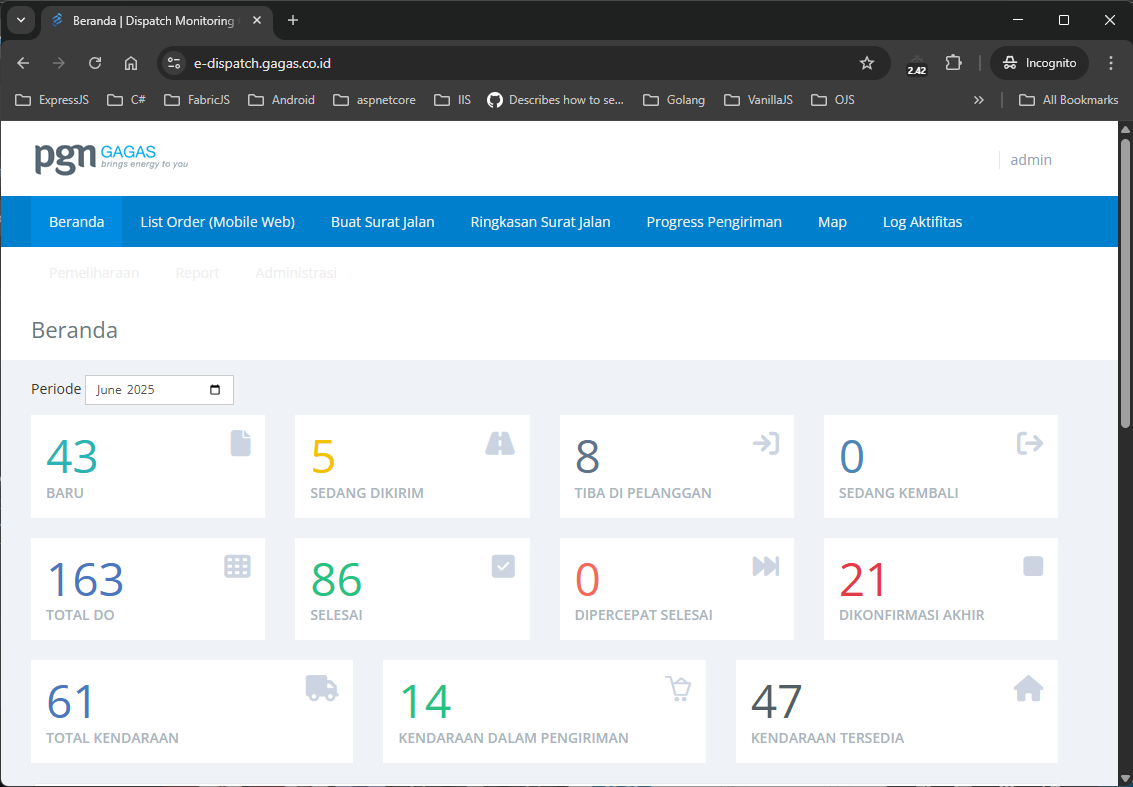 Beranda | Dispatch Monitoring
e-dispatch.gagas.co.id
2.42
Incognito
ExpressJS C# FabricJS Android aspnetcore IIS Describes how to se... Golang VanillaJS OJS All Bookmarks
pgn GAGAS
brings energy to you
admin
Beranda List Order (Mobile Web) Buat Surat Jalan Ringkasan Surat Jalan Progress Pengiriman Map Log Aktifitas
Pemeliharaan Report Administrasi
Beranda
Periode June 2025
43 5 8 0
BARU SEDANG DIKIRIM TIBA DI PELANGGAN SEDANG KEMBALI
163 86 0 21
TOTAL DO SELESAI DIPERCEPAT SELESAI DIKONFIRMASI AKHIR
61 14 47
TOTAL KENDARAAN KENDARAAN DALAM PENGIRIMAN KENDARAAN TERSEDIA